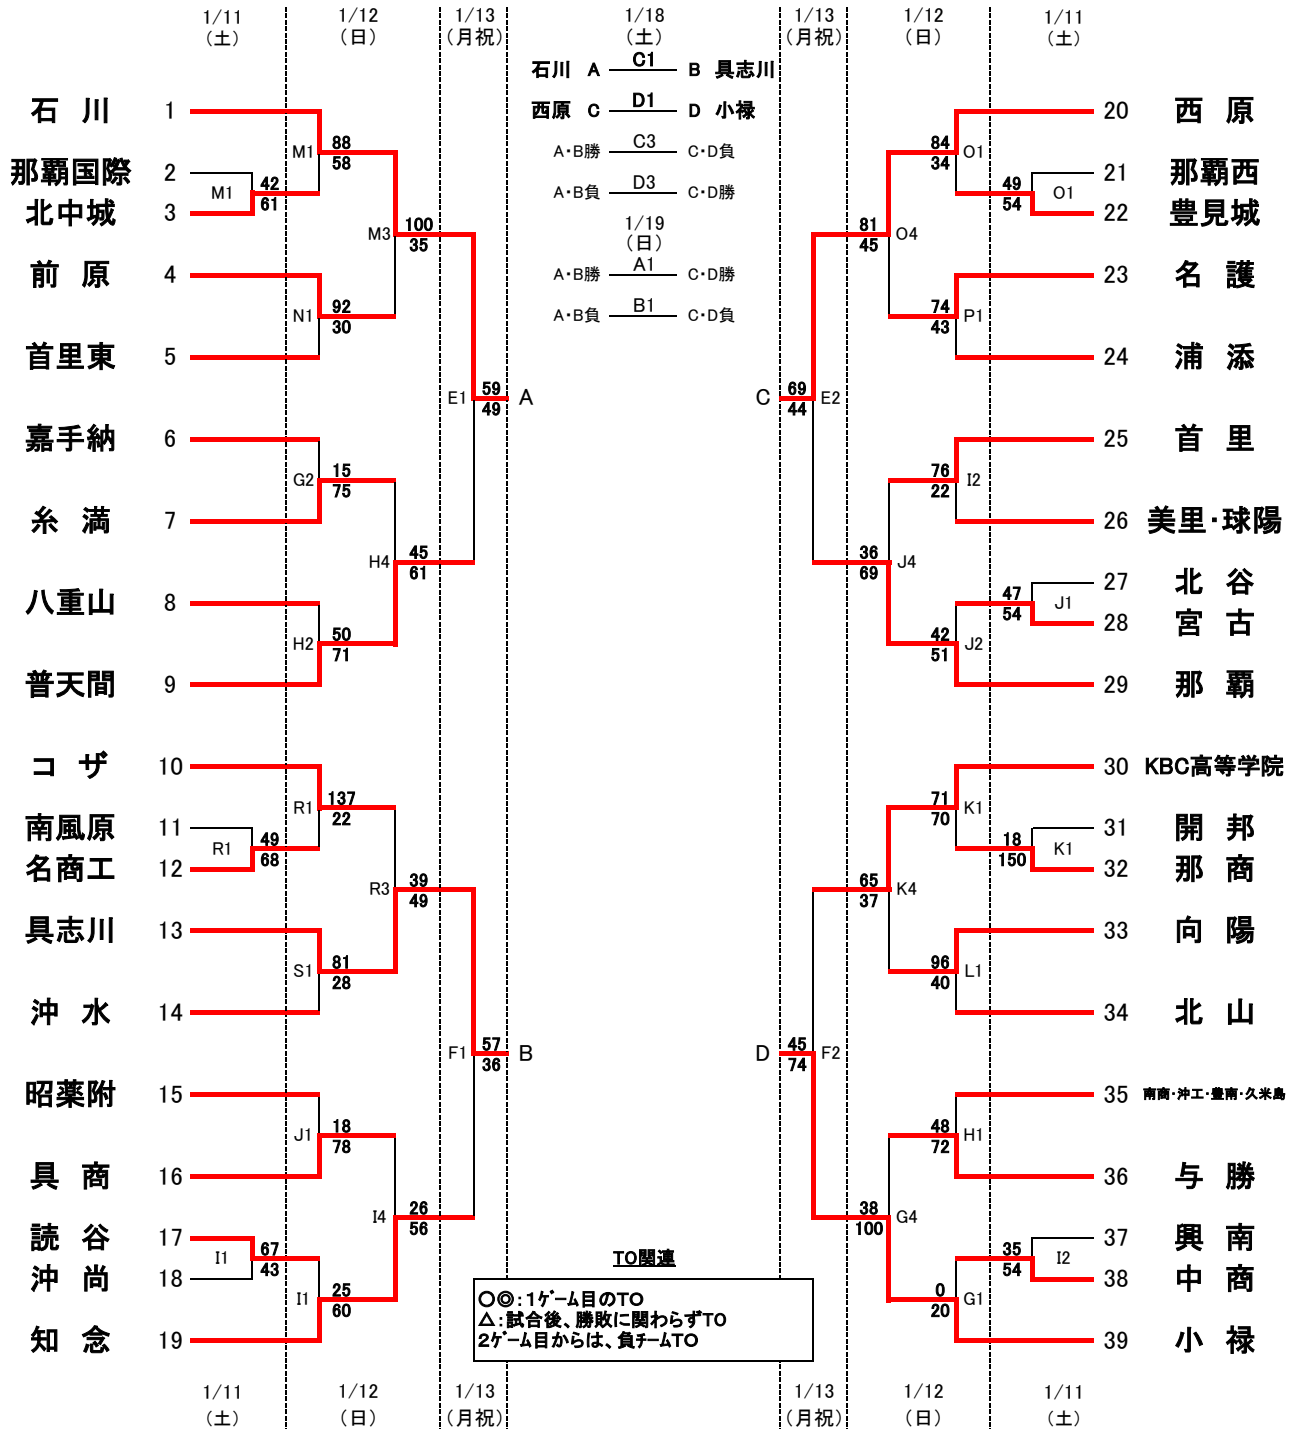 1/11 1/12 1/13 1/18 1/13 1/12 1/11
(土) (日) (月祝) (土) (月祝) (日) (土)
石川 A C1 B 具志川
西原 C D1 D 小禄
A・B勝 C3 C・D負
A・B負 D3 C・D勝
1/19
(日)
A・B勝 A1 C・D勝
A・B負 B1 C・D負
石 川 1
那覇国際 2
北中城 3
前 原 4
首里東 5
嘉手納 6
糸 満 7
八重山 8
普天間 9
コ ザ 10
南風原 11
名商工 12
具志川 13
沖 水 14
昭薬附 15
具 商 16
読 谷 17
沖 尚 18
知 念 19
M1 42
61
R1 49
68
I1 67
43
M1 88
58
N1 92
30
G2 15
75
H2 50
71
R1 137
22
S1 81
28
J1 18
78
I1 25
60
M3 100
35
H4 45
61
R3 39
49
I4 26
56
E1 59
49
A
F1 57
36
B
C 69
44
E2
D 45
74
F2
81
45
O4
36
69
J4
65
37
K4
38
100
G4
84
34
O1
74
43
P1
76
22
I2
42
51
J2
71
70
K1
96
40
L1
48
72
H1
0
20
G1
49
54
O1
47
54
J1
18
150
K1
35
54
I2
20 西 原
21 那覇西
22 豊見城
23 名 護
24 浦 添
25 首 里
26 美里・球陽
27 北 谷
28 宮 古
29 那 覇
30 KBC高等学院
31 開 邦
32 那 商
33 向 陽
34 北 山
35 南商・沖工・豊南・久米島
36 与 勝
37 興 南
38 中 商
39 小 禄
TO関連
○◎：1ゲーム目のTO
△：試合後、勝敗に関わらずTO
2ゲーム目からは、負チームTO
1/11 1/12 1/13 1/13 1/12 1/11
(土) (日) (月祝) (月祝) (日) (土)